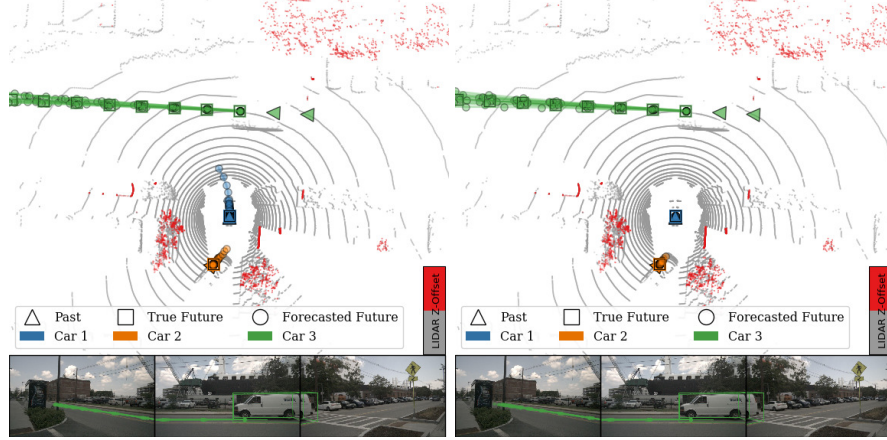 LIDAR Z-Offset
Past
True Future
Forecasted Future
Car 1
Car 2
Car 3
LIDAR Z-Offset
Past
True Future
Forecasted Future
Car 1
Car 2
Car 3